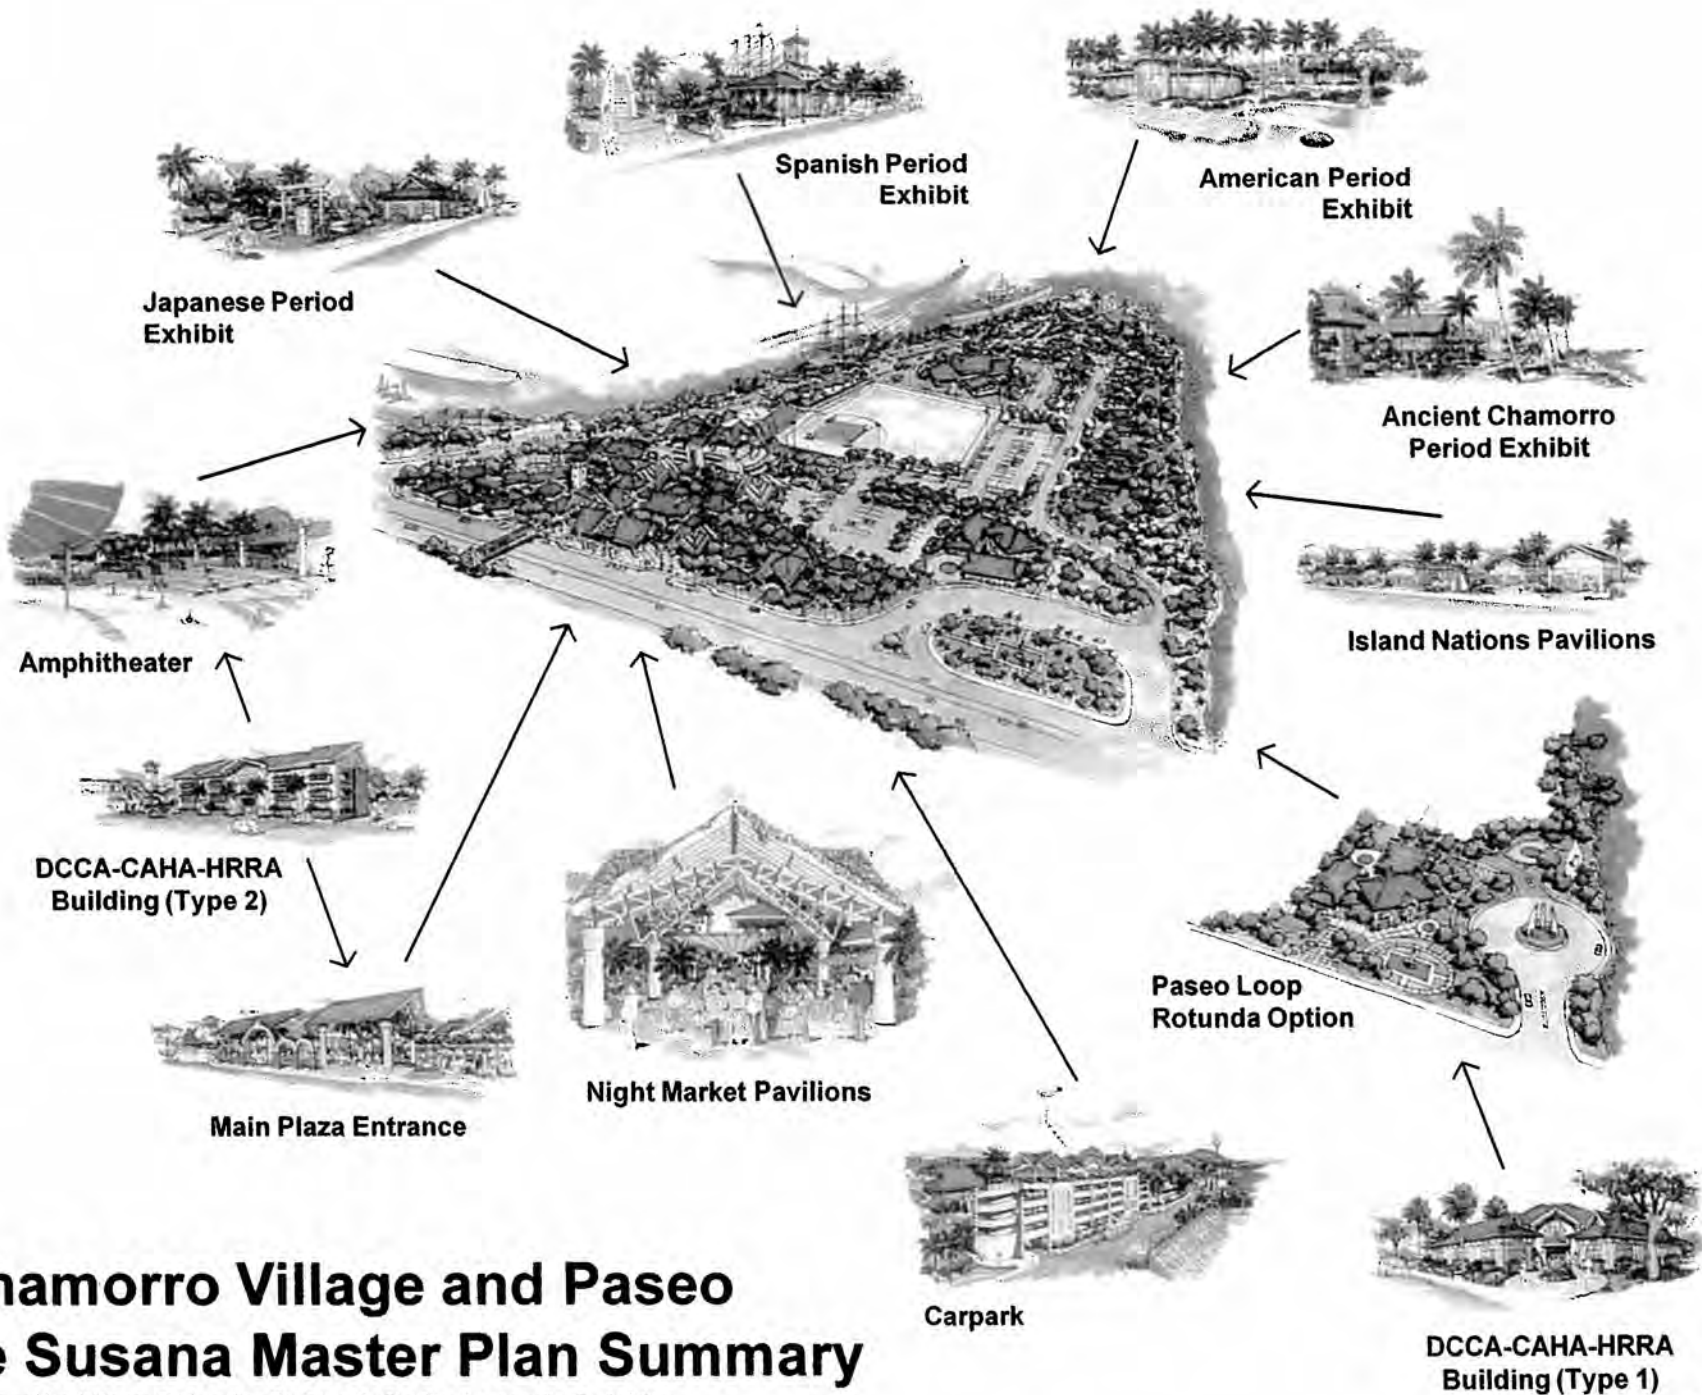 Spanish Period
Exhibit
American Period
Exhibit
Japanese Period
Exhibit
Ancient Chamorro
Period Exhibit
Island Nations Pavilions
Amphitheater
DCCA-CAHA-HRRA
Building (Type 2)
Paseo Loop
Rotunda Option
Night Market Pavilions
Main Plaza Entrance
Carpark
DCCA-CAHA-HRRA
Building (Type 1)
hamorro Village and Paseo
e Susana Master Plan Summary